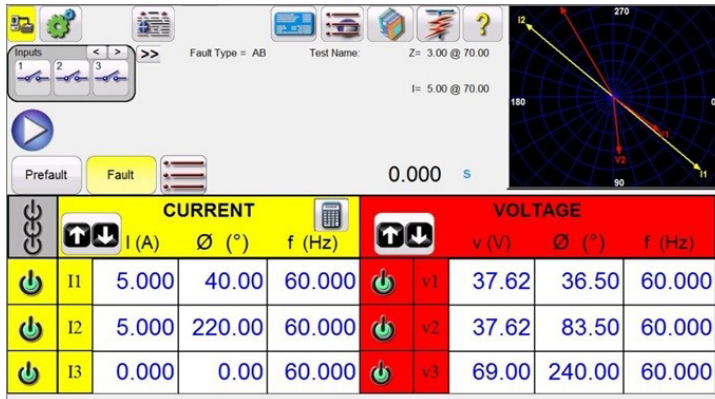 Inputs
< > >>
1 2 3
Fault Type = AB Test Name: Z= 3.00 @ 70.00
I= 5.00 @ 70.00
270
I2
180
0
V1
V2
I1
90
Prefault Fault
0.000 s
CURRENT VOLTAGE
I (A) Ø (°) f (Hz) v (V) Ø (°) f (Hz)
I1 5.000 40.00 60.000 v1 37.62 36.50 60.000
I2 5.000 220.00 60.000 v2 37.62 83.50 60.000
I3 0.000 0.00 60.000 v3 69.00 240.00 60.000